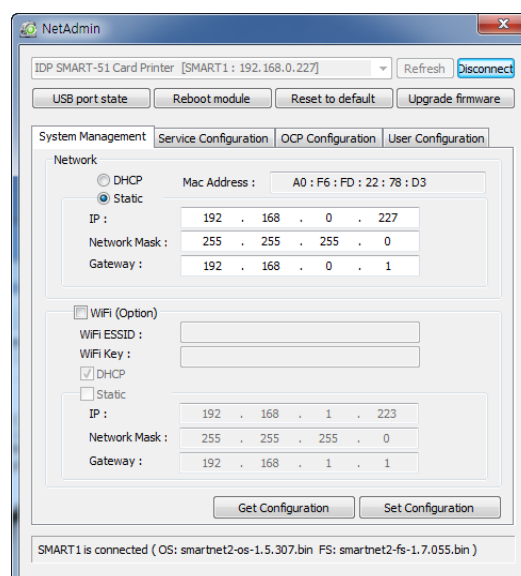 NetAdmin
IDP SMART-51 Card Printer [SMART1 : 192.168.0.227] Refresh Disconnect
USB port state Reboot module Reset to default Upgrade firmware
System Management Service Configuration OCP Configuration User Configuration
Network
DHCP Mac Address : A0 : F6 : FD : 22 : 78 : D3
Static
IP : 192 . 168 . 0 . 227
Network Mask : 255 . 255 . 255 . 0
Gateway : 192 . 168 . 0 . 1
WiFi (Option)
WiFi ESSID :
WiFi Key :
DHCP
Static
IP : 192 . 168 . 1 . 223
Network Mask : 255 . 255 . 255 . 0
Gateway : 192 . 168 . 1 . 1
Get Configuration Set Configuration
SMART1 is connected ( OS: smartnet2-os-1.5.307.bin FS: smartnet2-fs-1.7.055.bin )